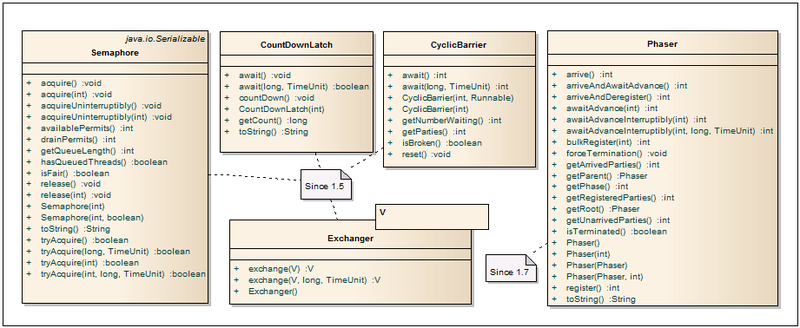 java.io.Serializable
Semaphore
+ acquire() :void
+ acquire(int) :void
+ acquireUninterruptibly() :void
+ acquireUninterruptibly(int) :void
+ availablePermits() :int
+ drainPermits() :int
+ getQueueLength() :int
+ hasQueuedThreads() :boolean
+ isFair() :boolean
+ release() :void
+ release(int) :void
+ Semaphore(int)
+ Semaphore(int, boolean)
+ toString() :String
+ tryAcquire() :boolean
+ tryAcquire(long, TimeUnit) :boolean
+ tryAcquire(int) :boolean
+ tryAcquire(int, long, TimeUnit) :boolean
CountDownLatch
+ await() :void
+ await(long, TimeUnit) :boolean
+ countDown() :void
+ CountDownLatch(int)
+ getCount() :long
+ toString() :String
CyclicBarrier
+ await() :int
+ await(long, TimeUnit) :int
+ CyclicBarrier(int, Runnable)
+ CyclicBarrier(int)
+ getNumberWaiting() :int
+ getParties() :int
+ isBroken() :boolean
+ reset() :void
Since 1.5
V
Exchanger
+ exchange(V) :V
+ exchange(V, long, TimeUnit) :V
+ Exchanger()
Phaser
+ arrive() :int
+ arriveAndAwaitAdvance() :int
+ arriveAndDeregister() :int
+ awaitAdvance(int) :int
+ awaitAdvanceInterruptibly(int) :int
+ awaitAdvanceInterruptibly(int, long, TimeUnit) :int
+ bulkRegister(int) :int
+ forceTermination() :void
+ getArrivedParties() :int
+ getParent() :Phaser
+ getPhase() :int
+ getRegisteredParties() :int
+ getRoot() :Phaser
+ getUnarrivedParties() :int
+ isTerminated() :boolean
+ Phaser()
+ Phaser(int)
+ Phaser(Phaser)
+ Phaser(Phaser, int)
+ register() :int
+ toString() :String
Since 1.7